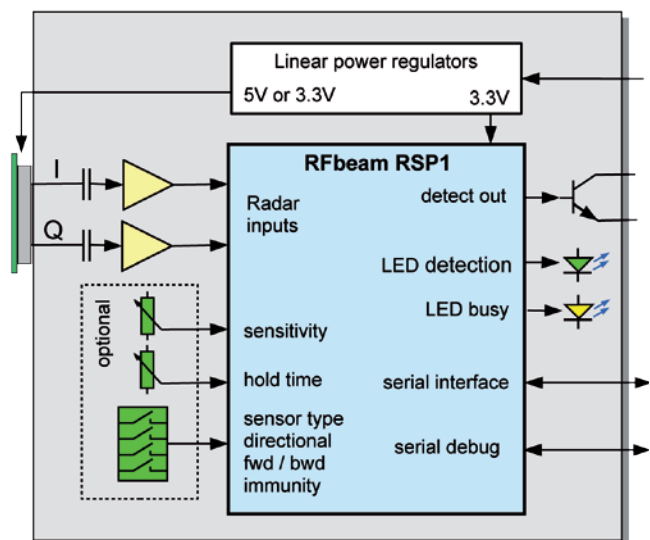 Linear power regulators
5V or 3.3V
3.3V
RFbeam RSP1
I
Q
Radar
inputs
detect out
LED detection
LED busy
optional
sensitivity
hold time
serial interface
sensor type
directional
fwd / bwd
immunity
serial debug